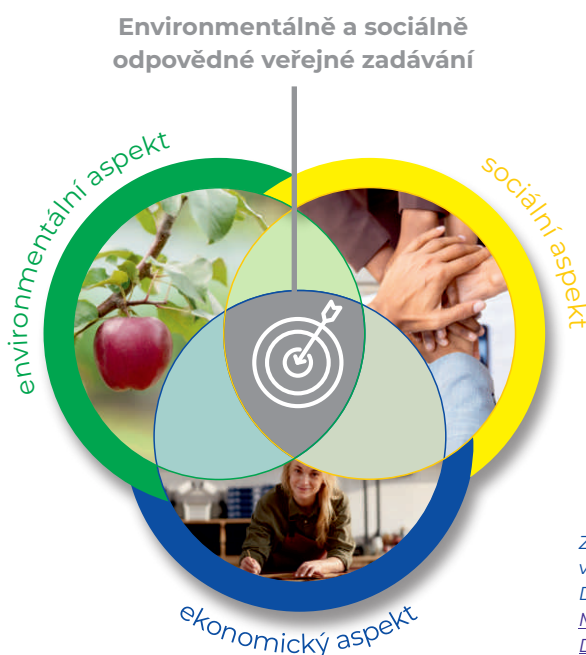 Environmentálně a sociálně
odpovědné veřejné zadávání
environmentální aspekt
sociální aspekt
ekonomický aspekt